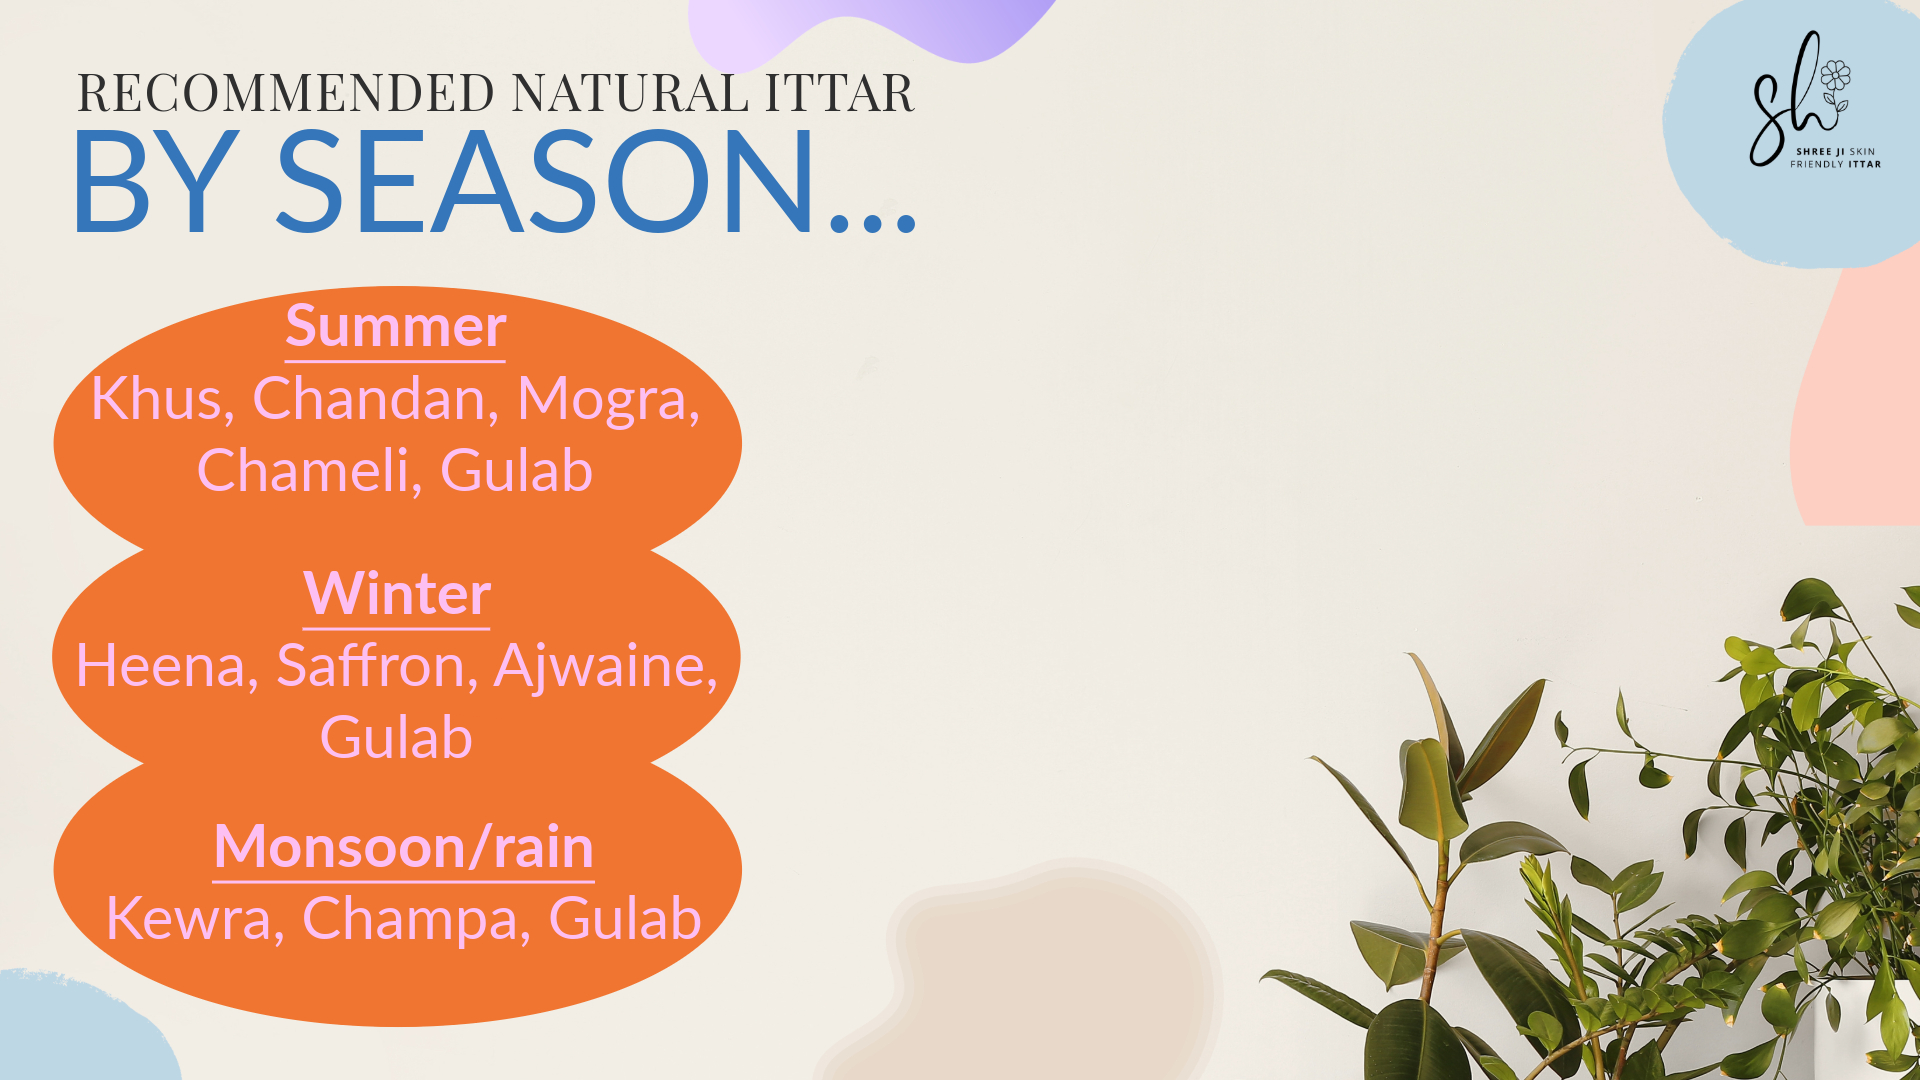 RECOMMENDED NATURAL ITTAR
BY SEASON...
sh
SHREE JI SKIN
FRIENDLY ITTAR
Summer
Khus, Chandan, Mogra,
Chameli, Gulab
Winter
Heena, Saffron, Ajwaine,
Gulab
Monsoon/rain
Kewra, Champa, Gulab